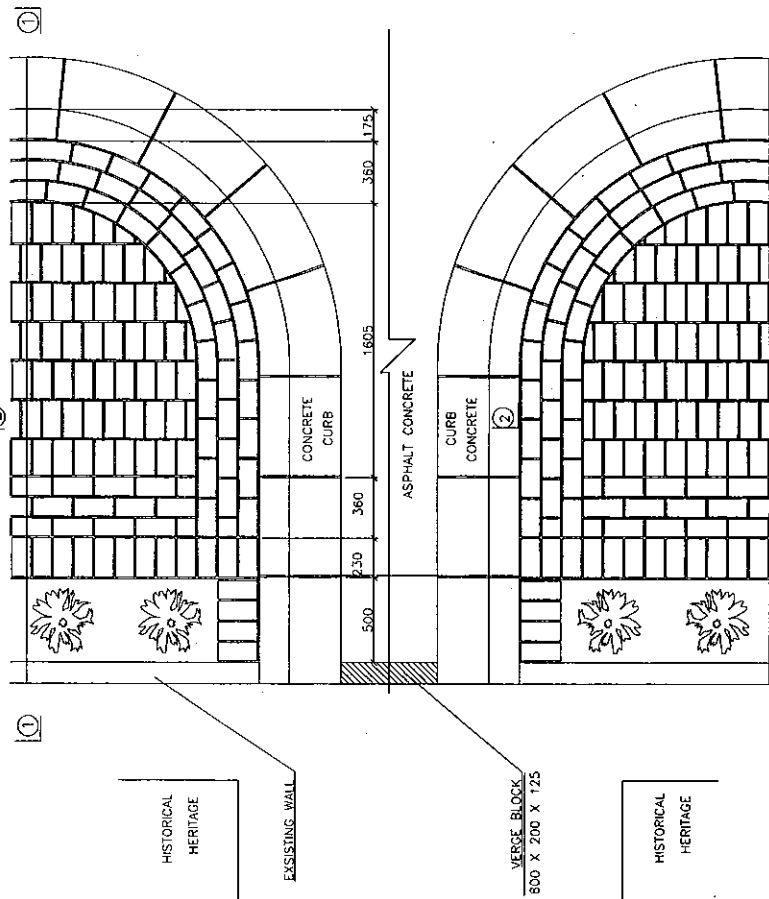 1
175
360
1605
360
230
500
CONCRETE
CURB
ASPHALT CONCRETE
CURB
CONCRETE
2
1
HISTORICAL
HERITAGE
EXSISTING WALL
VERGE BLOCK
600 X 200 X 125
HISTORICAL
HERITAGE